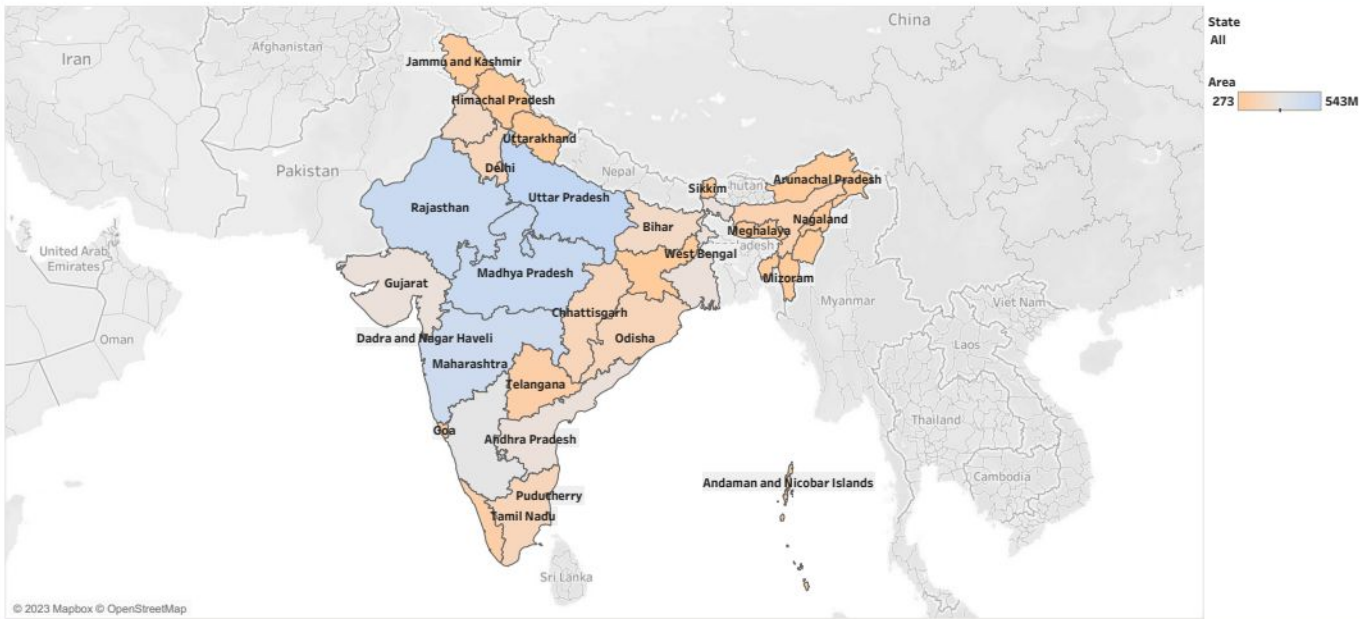 China
State
All
Iran
Afghanistan
Jammu and Kashmir
Area
273
543M
Himachal Pradesh
Uttarakhand
Pakistan
Delhi
Nepal
Arunachal Pradesh
Sikkim
Uttar Pradesh
Rajasthan
Nagaland
Bihar
Meghalaya
United Arab
Emirates
West Bengal
Madhya Pradesh
Mizoram
Gujarat
Myanmar
Viet Nam
Chhattisgarh
Oman
Dadra and Nagar Haveli
Odisha
Laos
Maharashtra
Telangana
Thailand
Goa
Andhra Pradesh
Cambodia
Andaman and Nicobar Islands
Puducherry
Tamil Nadu
Sri Lanka
© 2023 Mapbox © OpenStreetMap